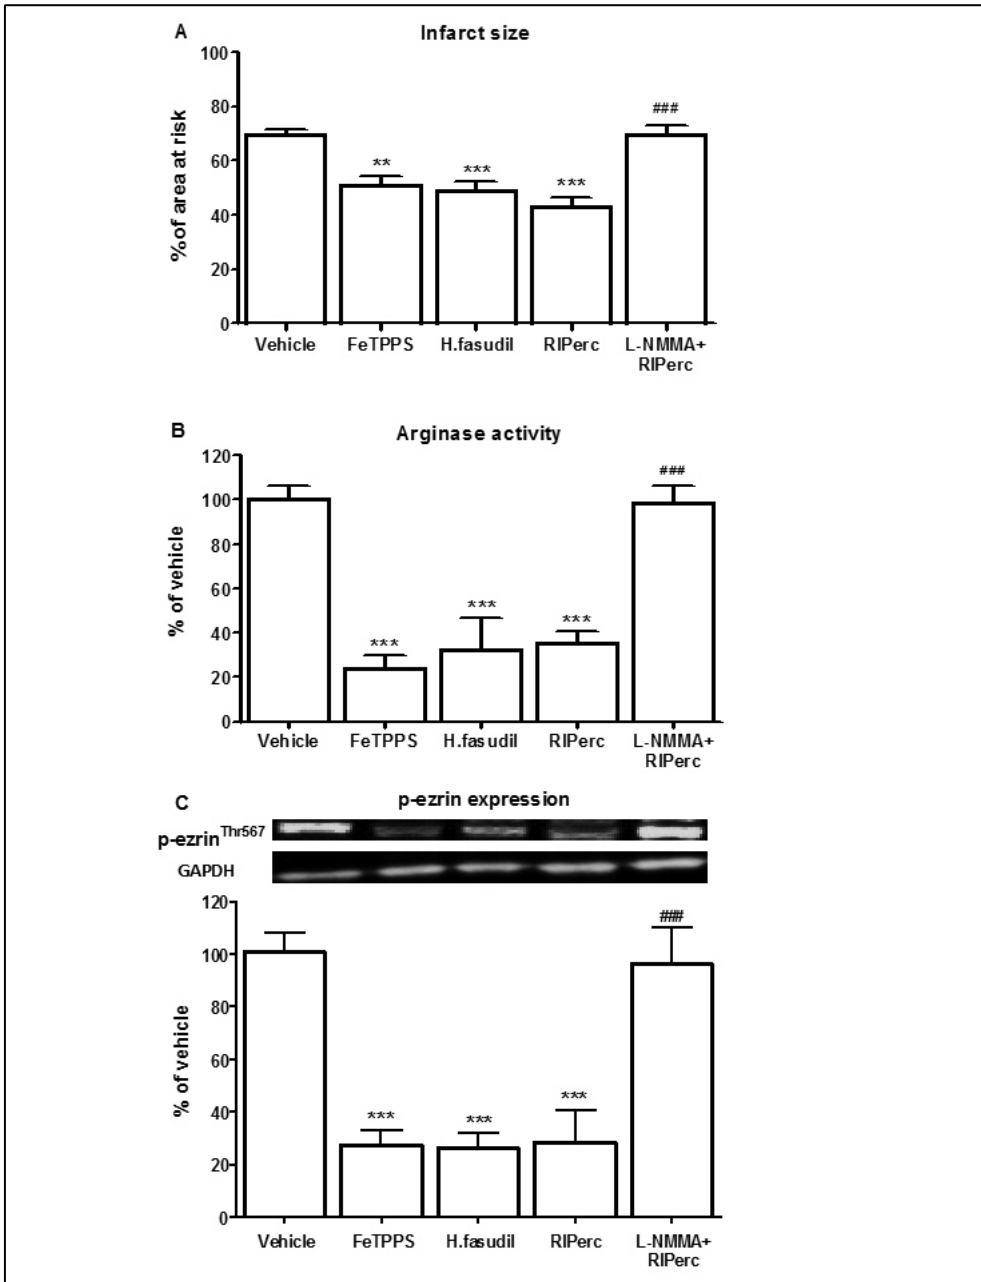 A
Infarct size
% of area at risk
100
80
60
40
20
0
**
***
***
###
Vehicle FeTPPS H.fasudil RIPerc L-NMMA+
RIPerc
B
Arginase activity
% of vehicle
120
100
80
60
40
20
0
***
***
***
###
Vehicle FeTPPS H.fasudil RIPerc L-NMMA+
RIPerc
C
p-ezrin expression
p-ezrin Thr567
GAPDH
% of vehicle
120
100
80
60
40
20
0
***
***
***
###
Vehicle FeTPPS H.fasudil RIPerc L-NMMA+
RIPerc